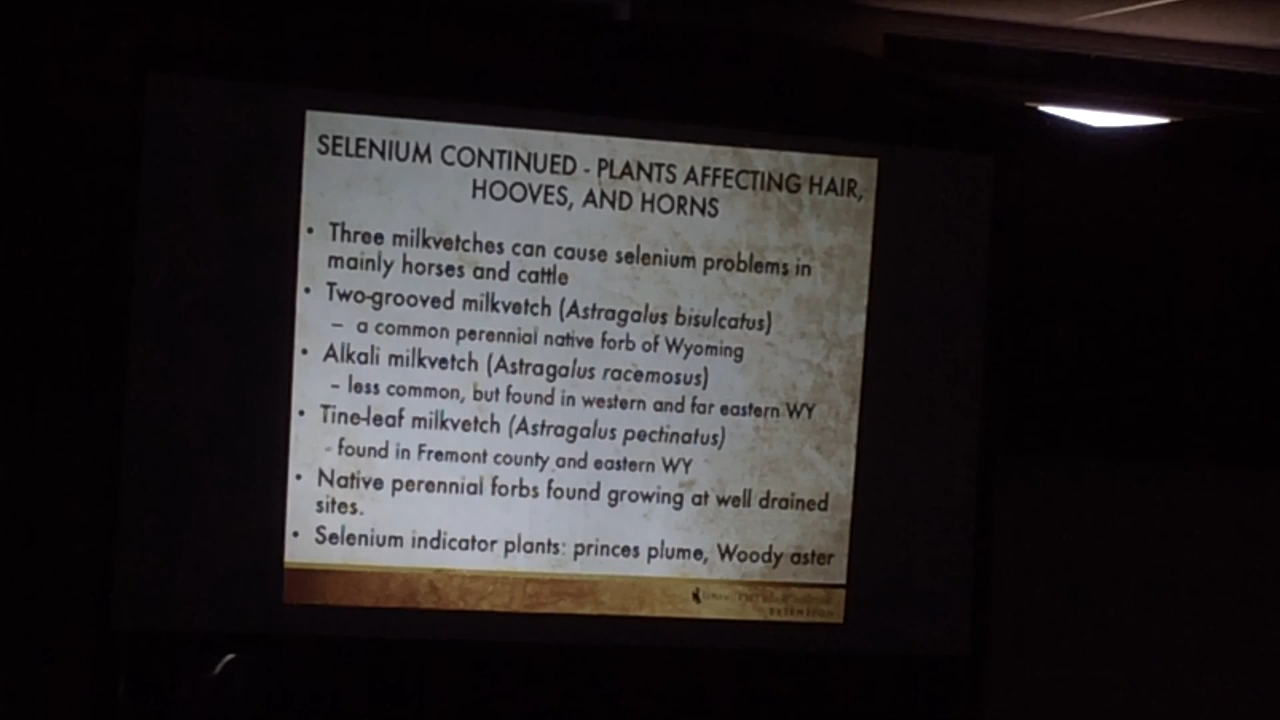 SELENIUM CONTINUED - PLANTS AFFECTING HAIR,
HOOVES, AND HORNS
• Three milkvetches can cause selenium problems in
mainly horses and cattle
• Two-grooved milkvetch (Astragalus bisulcatus)
– a common perennial native forb of Wyoming
• Alkali milkvetch (Astragalus racemosus)
– less common, but found in western and far eastern WY
• Tine-leaf milkvetch (Astragalus pectinatus)
- found in Fremont county and eastern WY
• Native perennial forbs found growing at well drained
sites.
• Selenium indicator plants: princes plume, Woody aster
EXTENSION